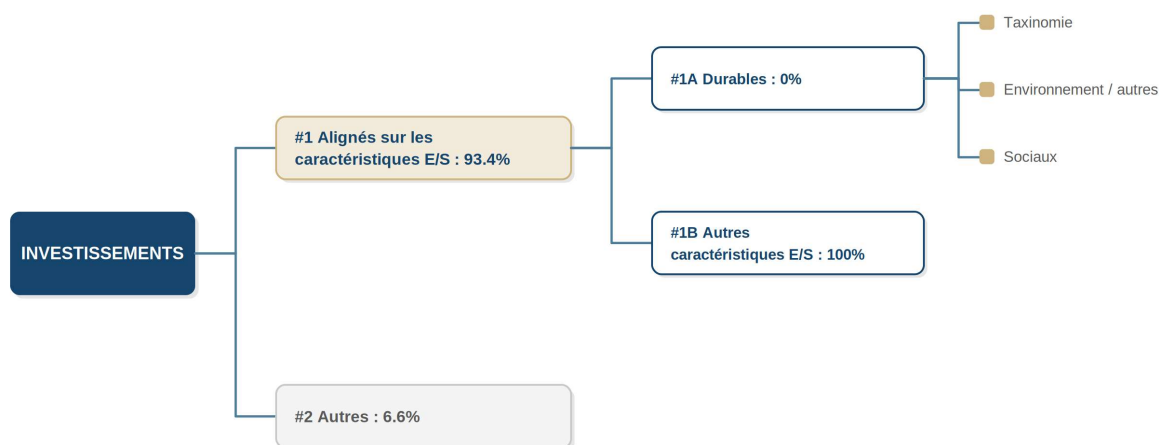 INVESTISSEMENTS
#1 Alignés sur les
caractéristiques E/S : 93.4%
#2 Autres : 6.6%
#1A Durables : 0%
#1B Autres
caractéristiques E/S : 100%
Taxinomie
Environnement / autres
Sociaux